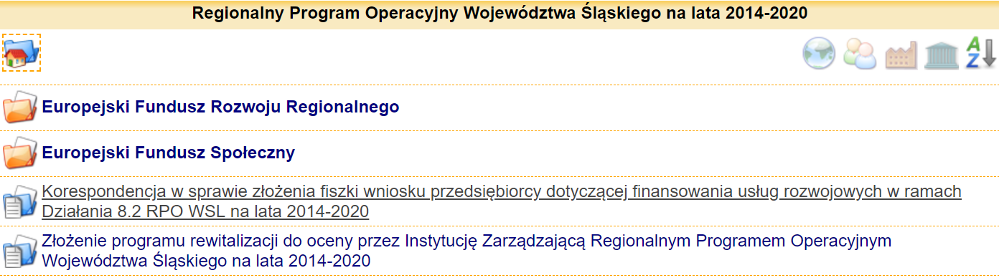 Regionalny Program Operacyjny Województwa Śląskiego na lata 2014-2020
A
Z
Europejski Fundusz Rozwoju Regionalnego
Europejski Fundusz Społeczny
Korespondencja w sprawie złożenia fiszki wniosku przedsiębiorcy dotyczącej finansowania usług rozwojowych w ramach
Działania 8.2 RPO WSL na lata 2014-2020
Złożenie programu rewitalizacji do oceny przez Instytucję Zarządzającą Regionalnym Programem Operacyjnym
Województwa Śląskiego na lata 2014-2020